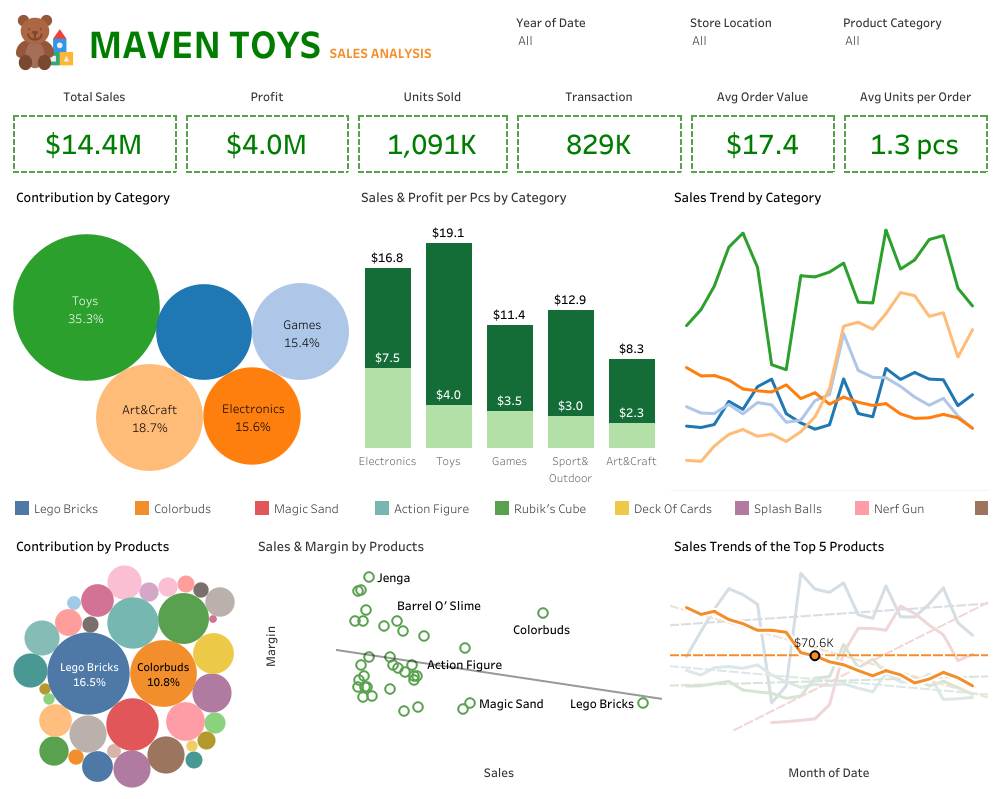 MAVEN TOYS SALES ANALYSIS
Year of Date
All
Store Location
All
Product Category
All
Total Sales
$14.4M
Profit
$4.0M
Units Sold
1,091K
Transaction
829K
Avg Order Value
$17.4
Avg Units per Order
1.3 pcs
Contribution by Category
Toys
35.3%
Games
15.4%
Art&Craft
18.7%
Electronics
15.6%
Sales & Profit per Pcs by Category
$16.8
$19.1
$11.4
$12.9
$8.3
$7.5
$4.0
$3.5
$3.0
$2.3
Electronics
Toys
Games
Sport&
Outdoor
Art&Craft
Sales Trend by Category
Lego Bricks
Colorbuds
Magic Sand
Action Figure
Rubik's Cube
Deck Of Cards
Splash Balls
Nerf Gun
Contribution by Products
Lego Bricks
16.5%
Colorbuds
10.8%
Sales & Margin by Products
Margin
Jenga
Barrel O' Slime
Colorbuds
Action Figure
Magic Sand
Lego Bricks
Sales
Sales Trends of the Top 5 Products
$70.6K
Month of Date